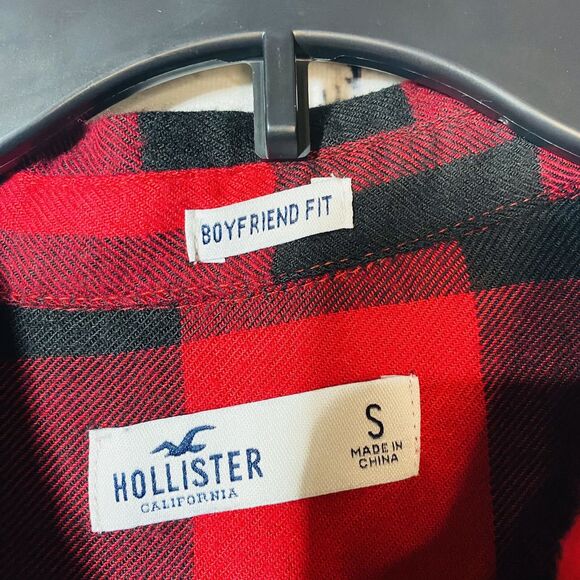 BOYFRIEND FIT
HOLLISTER
CALIFORNIA
S
MADE IN
CHINA